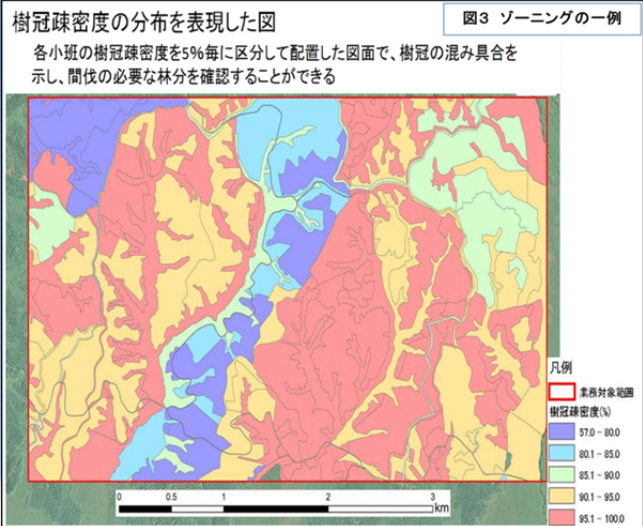 樹冠疎密度の分布を表現した図
図3 ゾーニングの一例
各小班の樹冠疎密度を5%毎に区分して配置した図面で、樹冠の混み具合を
示し、間伐の必要な林分を確認することができる
凡例
業務対象範囲
樹冠疎密度(%)
57.0 - 80.0
80.1 - 85.0
85.1 - 90.0
90.1 - 95.0
95.1 - 100.0
0 0.5 1 2 3
km